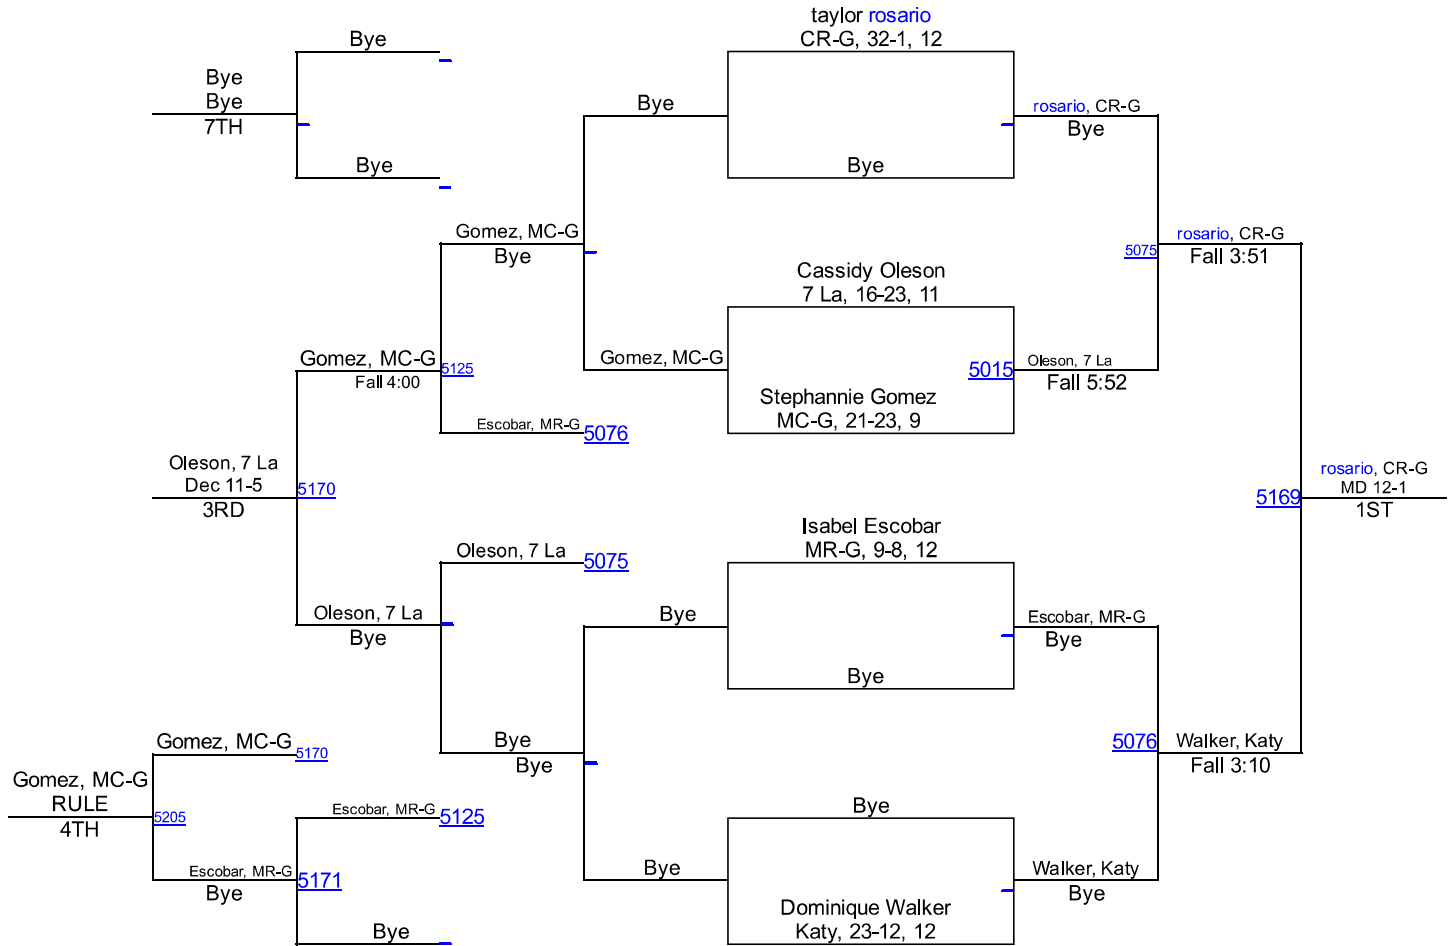 taylor rosario
CR-G, 32-1, 12
Bye
Bye
Bye
7TH
Bye
Bye
rosario, CR-G
Bye
Bye
Bye
Gomez, MC-G
Bye
rosario, CR-G
5075
Fall 3:51
Cassidy Oleson
7 La, 16-23, 11
Gomez, MC-G
Fall 4:00
5125
Gomez, MC-G
5015
Oleson, 7 La
Fall 5:52
Stephannie Gomez
MC-G, 21-23, 9
Escobar, MR-G
5076
Oleson, 7 La
Dec 11-5
5170
3RD
rosario, CR-G
MD 12-1
5169
1ST
Isabel Escobar
MR-G, 9-8, 12
Oleson, 7 La
5075
Oleson, 7 La
Bye
Bye
Escobar, MR-G
Bye
Bye
Gomez, MC-G
5170
Bye
Bye
5076
Walker, Katy
Fall 3:10
Gomez, MC-G
RULE
5205
4TH
Escobar, MR-G
5125
Bye
Escobar, MR-G
Bye
5171
Bye
Walker, Katy
Bye
Dominique Walker
Katy, 23-12, 12
Bye